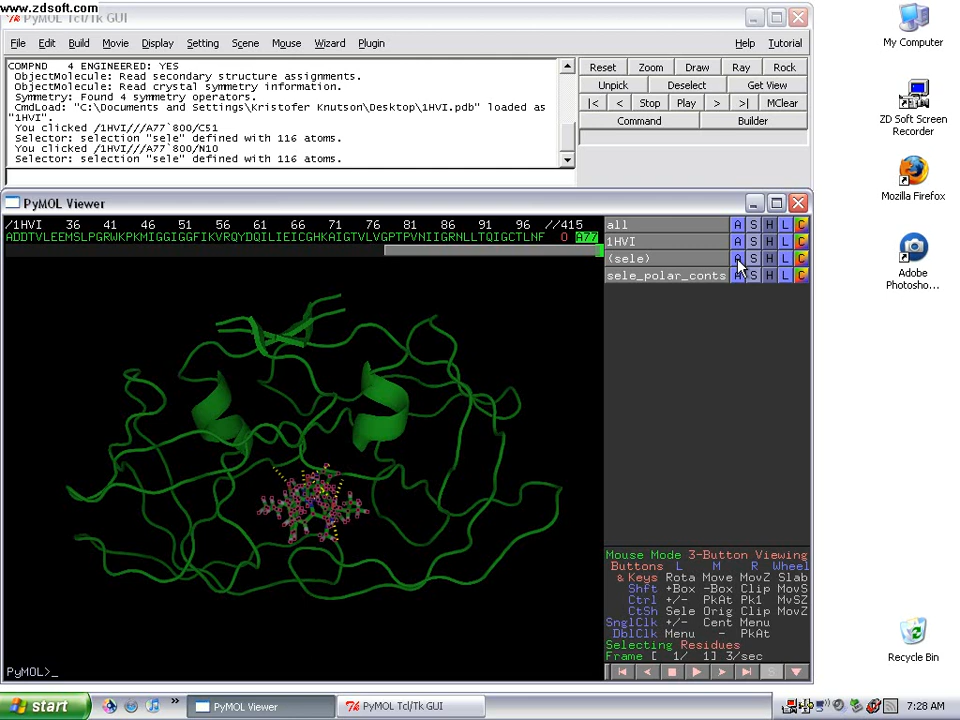 www.zdsoft.com
PyMOL Tcl/Tk GUI
File Edit Build Movie Display Setting Scene Mouse Wizard Plugin Help Tutorial
COMPND   4 ENGINEERED: YES
ObjectMolecule: Read secondary structure assignments.
ObjectMolecule: Read crystal symmetry information.
Symmetry: Found 4 symmetry operators.
CmdLoad: "C:\Documents and Settings\Kristofer Knutson\Desktop\1HVI.pdb" loaded as
"1HVI".
You clicked /1HVI///A77`800/C51
Selector: selection "sele" defined with 116 atoms.
You clicked /1HVI///A77`800/N10
Selector: selection "sele" defined with 116 atoms.
Reset Zoom Draw Ray Rock
Unpick Deselect Get View
|< < Stop Play > >| MClear
Command Builder
PyMOL Viewer
/1HVI 36 41 46 51 56 61 66 71 76 81 86 91 96 //415
ADDTVLEEMSLPGRWKPKMIGGIGGFIKVRQYDQILIEICGHKAIGTVLVGPTPVNIIGRNLLTQIGCTLNF O A77
all A S H L C
1HVI A S H L C
(sele) A S H L C
sele_polar_conts A S H L C
Mouse Mode 3-Button Viewing
Buttons L M R Wheel
& Keys Rota Move MovZ Slab
Shft +Box -Box Clip MovS
Ctrl +/- PkAt Pk1 MvSZ
CtSh Sele Orig Clip MovZ
SnglClk +/- Cent Menu
DblClk Menu - PkAt
Selecting Residues
Frame [ 1/ 1] 3/sec
S
PyMOL>_
My Computer
ZD Soft Screen
Recorder
Mozilla Firefox
Adobe
Photosho...
Recycle Bin
start
»
PyMOL Viewer
PyMOL Tcl/Tk GUI
7:28 AM